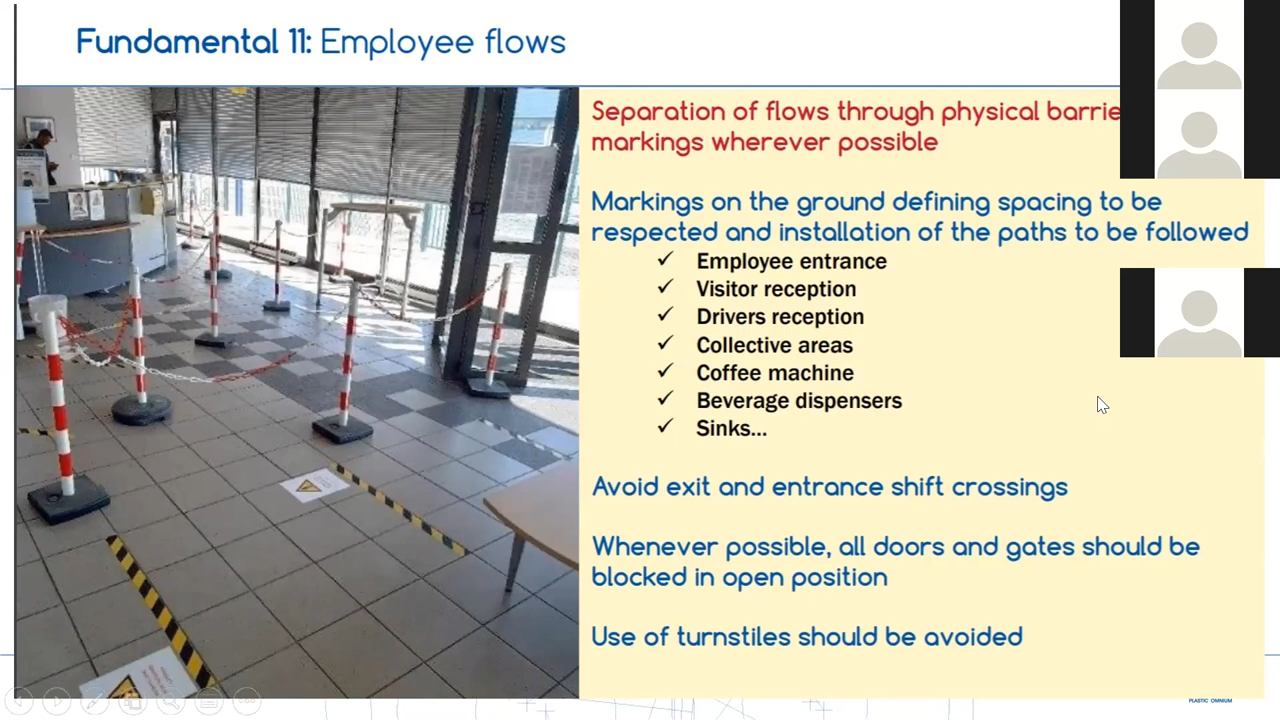 Fundamental 11: Employee flows
Separation of flows through physical barrie
markings wherever possible
Markings on the ground defining spacing to be
respected and installation of the paths to be followed
✓ Employee entrance
✓ Visitor reception
✓ Drivers reception
✓ Collective areas
✓ Coffee machine
✓ Beverage dispensers
✓ Sinks...
Avoid exit and entrance shift crossings
Whenever possible, all doors and gates should be
blocked in open position
Use of turnstiles should be avoided
PLASTIC OMNIUM